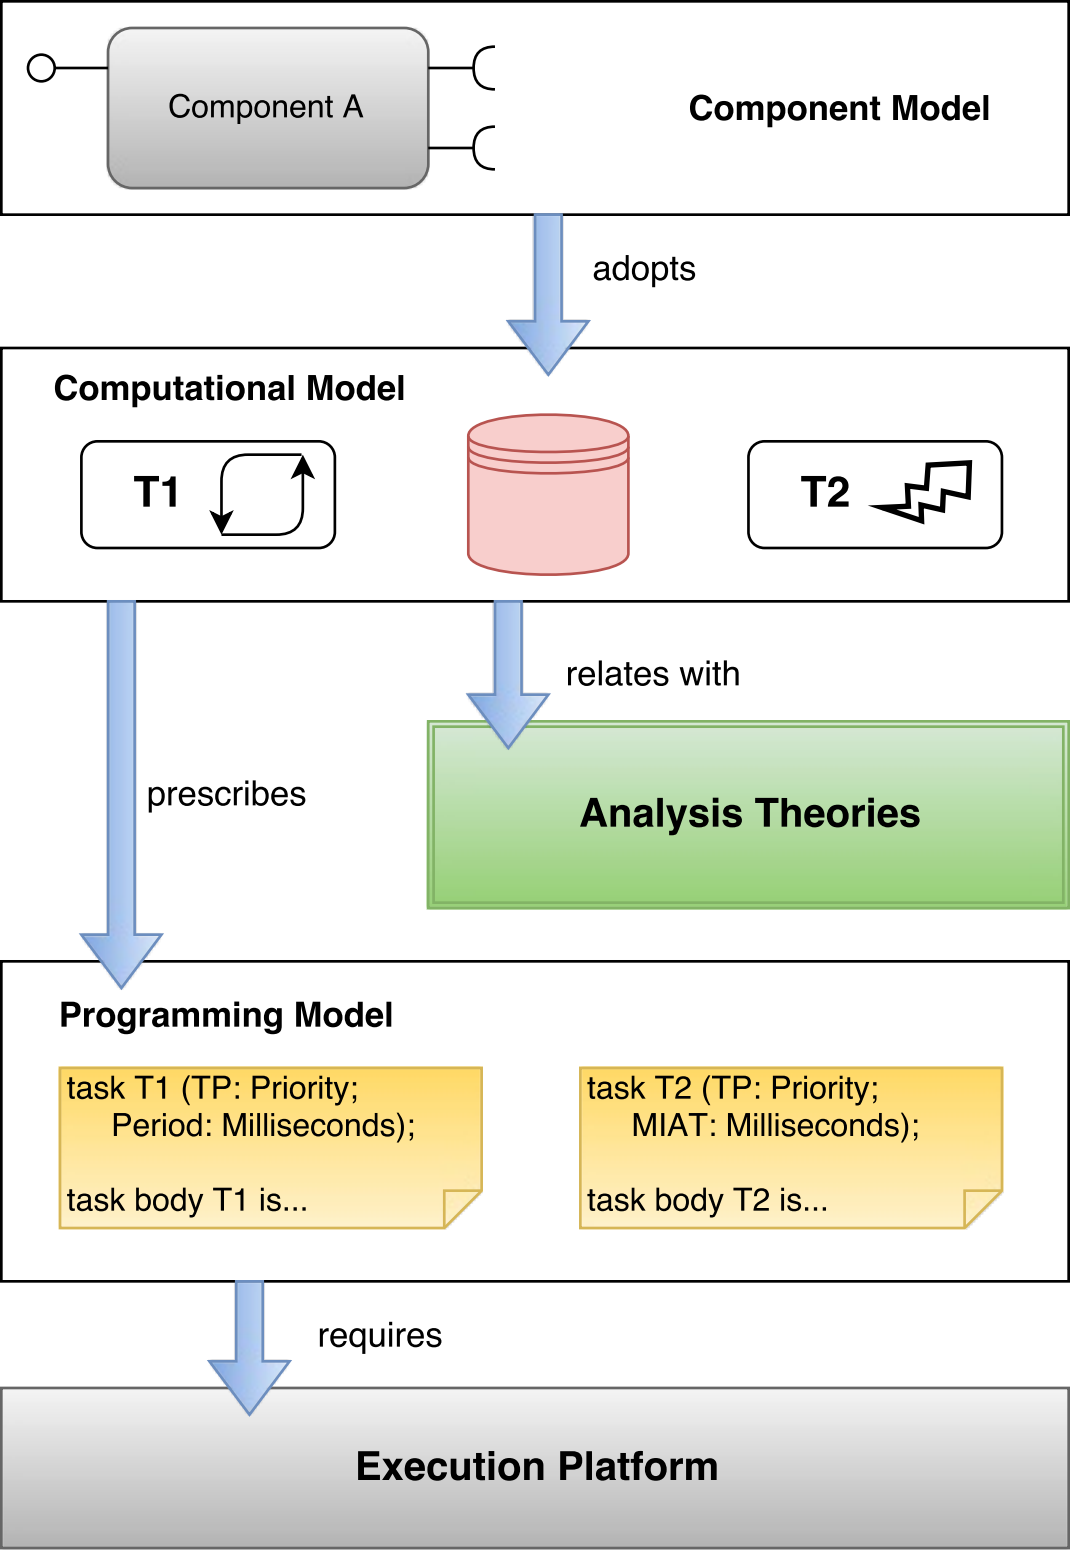 Component A
Component Model
adopts
Computational Model
T1
T2
relates with
Analysis Theories
prescribes
Programming Model
task T1 (TP: Priority;
Period: Milliseconds);
task body T1 is...
task T2 (TP: Priority;
MIAT: Milliseconds);
task body T2 is...
requires
Execution Platform